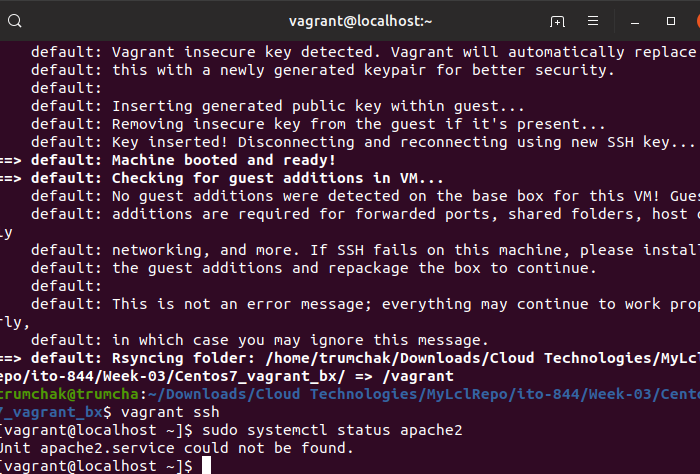 vagrant@localhost:~
default: Vagrant insecure key detected. Vagrant will automatically replace
default: this with a newly generated keypair for better security.
default:
default: Inserting generated public key within guest...
default: Removing insecure key from the guest if it's present...
default: Key inserted! Disconnecting and reconnecting using new SSH key...
==> default: Machine booted and ready!
==> default: Checking for guest additions in VM...
default: No guest additions were detected on the base box for this VM! Gues
default: additions are required for forwarded ports, shared folders, host o
ly
default: networking, and more. If SSH fails on this machine, please install
default: the guest additions and repackage the box to continue.
default:
default: This is not an error message; everything may continue to work prop
rly,
default: in which case you may ignore this message.
==> default: Rsyncing folder: /home/trumchak/Downloads/Cloud Technologies/MyLcl
Repo/ito-844/Week-03/Centos7_vagrant_bx/ => /vagrant
trumchak@trumcha:~/Downloads/Cloud Technologies/MyLclRepo/ito-844/Week-03/Cento
7_vagrant_bx$ vagrant ssh
[vagrant@localhost ~]$ sudo systemctl status apache2
Unit apache2.service could not be found.
[vagrant@localhost ~]$